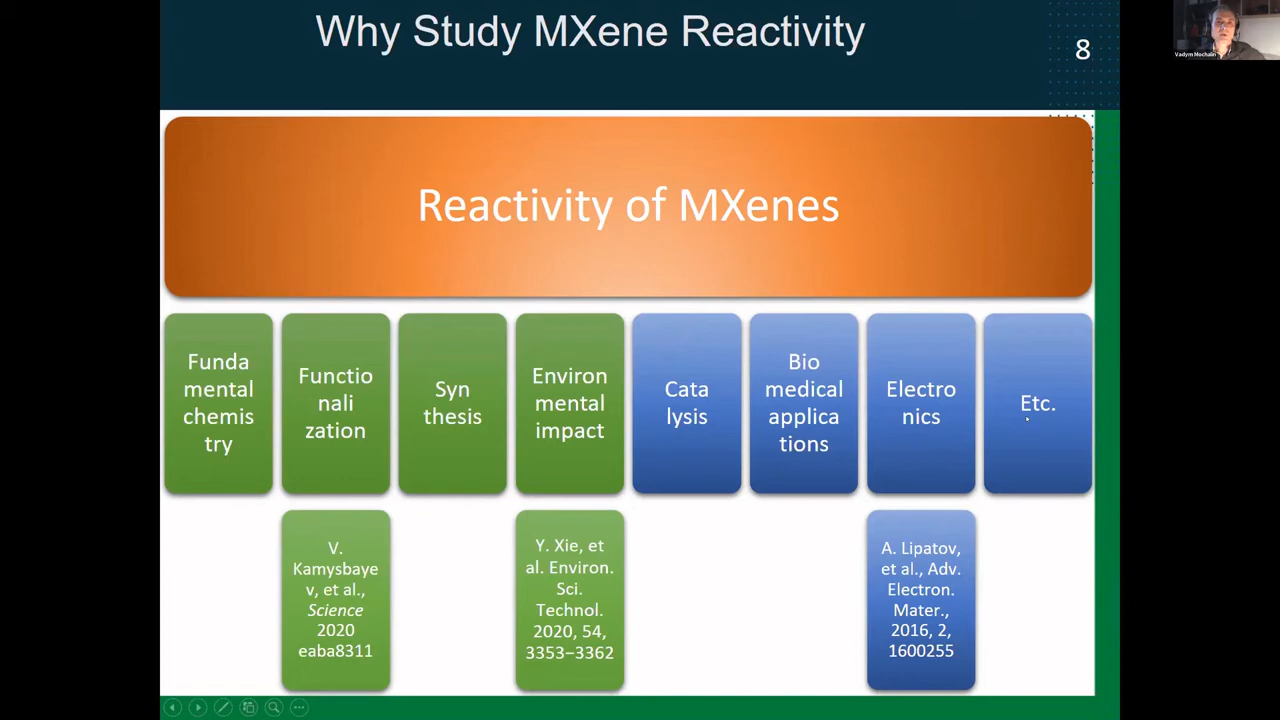 Why Study MXene Reactivity
8
Vadym Mochalin
Reactivity of MXenes
Funda
mental
chemis
try
Functio
nali
zation
Syn
thesis
Environ
mental
impact
Cata
lysis
Bio
medical
applica
tions
Electro
nics
Etc.
V.
Kamysbaye
v, et al.,
Science
2020
eaba8311
Y. Xie, et
al. Environ.
Sci.
Technol.
2020, 54,
3353−3362
A. Lipatov,
et al., Adv.
Electron.
Mater.,
2016, 2,
1600255